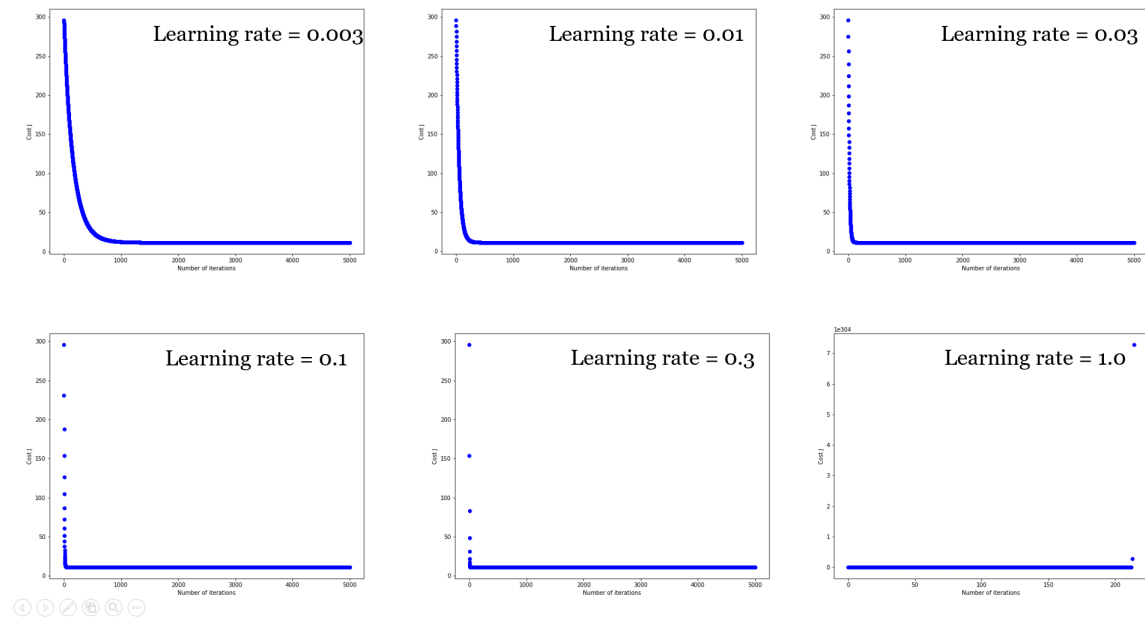 Learning rate = 0.003
300
250
200
150
100
50
0
Cost J
0 1000 2000 3000 4000 5000
Number of iterations
Learning rate = 0.01
300
250
200
150
100
50
0
Cost J
0 1000 2000 3000 4000 5000
Number of iterations
Learning rate = 0.03
300
250
200
150
100
50
0
Cost J
0 1000 2000 3000 4000 5000
Number of iterations
Learning rate = 0.1
300
250
200
150
100
50
0
Cost J
0 1000 2000 3000 4000 5000
Number of iterations
Learning rate = 0.3
300
250
200
150
100
50
0
Cost J
0 1000 2000 3000 4000 5000
Number of iterations
1e304
Learning rate = 1.0
7
6
5
4
3
2
1
0
Cost J
0 50 100 150 200
Number of iterations